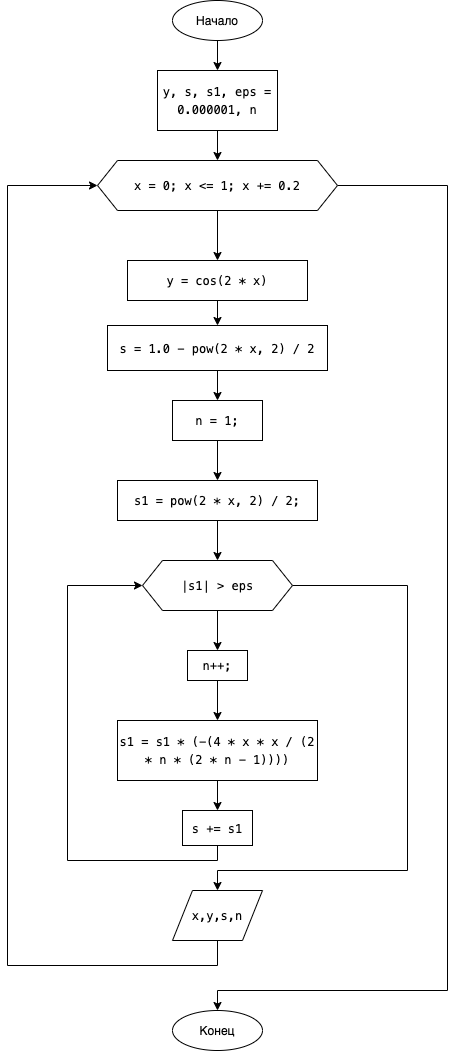 Начало
y, s, s1, eps =
0.000001, n
x = 0; x <= 1; x += 0.2
y = cos(2 * x)
s = 1.0 − pow(2 * x, 2) / 2
n = 1;
s1 = pow(2 * x, 2) / 2;
|s1| > eps
n++;
s1 = s1 * (−(4 * x * x / (2
* n * (2 * n − 1))))
s += s1
x,y,s,n
Конец